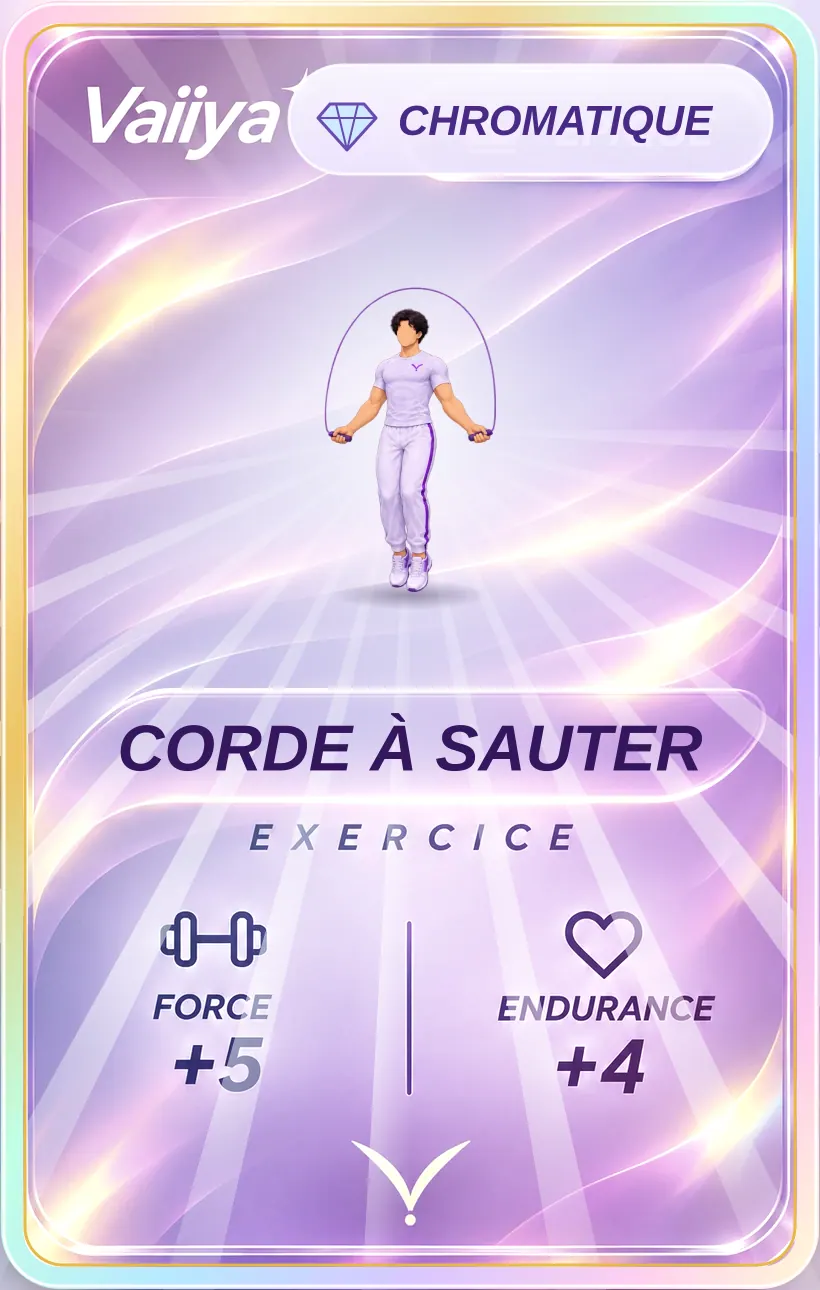 Vaiiya
CHROMATIQUE
CORDE À SAUTER
EXERCICE
FORCE
+5
ENDURANCE
+4